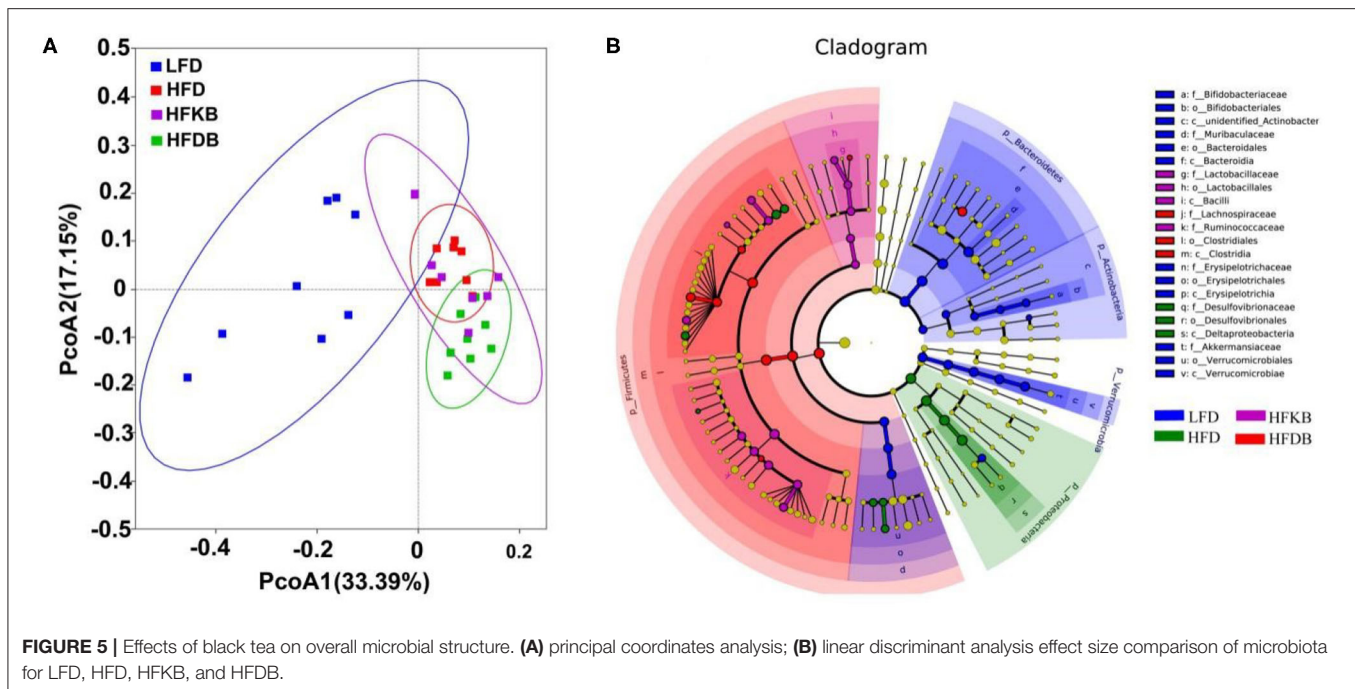 A
0.5
0.4
0.3
0.2
0.1
0
-0.1
-0.2
-0.3
-0.4
-0.5
PcoA2(17.15%)
LFD
HFD
HFKB
HFDB
-0.4
-0.2
0
0.2
PcoA1(33.39%)
B
Cladogram
p__Bacteroidetes
p__Actinobacteria
p__Verrucomicrobia
p__Proteobacteria
p__Firmicutes
i
h
g
f
e
d
c
b
a
j
m
l
k
n
o
p
q
r
s
t
u
v
a: f__Bifidobacteriaceae
b: o__Bifidobacteriales
c: c__unidentified_Actinobacter
d: f__Muribaculaceae
e: o__Bacteroidales
f: c__Bacteroidia
g: f__Lactobacillaceae
h: o__Lactobacillales
i: c__Bacilli
j: f__Lachnospiraceae
k: f__Ruminococcaceae
l: o__Clostridiales
m: c__Clostridia
n: f__Erysipelotrichaceae
o: o__Erysipelotrichales
p: c__Erysipelotrichia
q: f__Desulfovibrionaceae
r: o__Desulfovibrionales
s: c__Deltaproteobacteria
t: f__Akkermansiaceae
u: o__Verrucomicrobiales
v: c__Verrucomicrobiae
LFD
HFKB
HFD
HFDB
FIGURE 5 | Effects of black tea on overall microbial structure. (A) principal coordinates analysis; (B) linear discriminant analysis effect size comparison of microbiota
for LFD, HFD, HFKB, and HFDB.